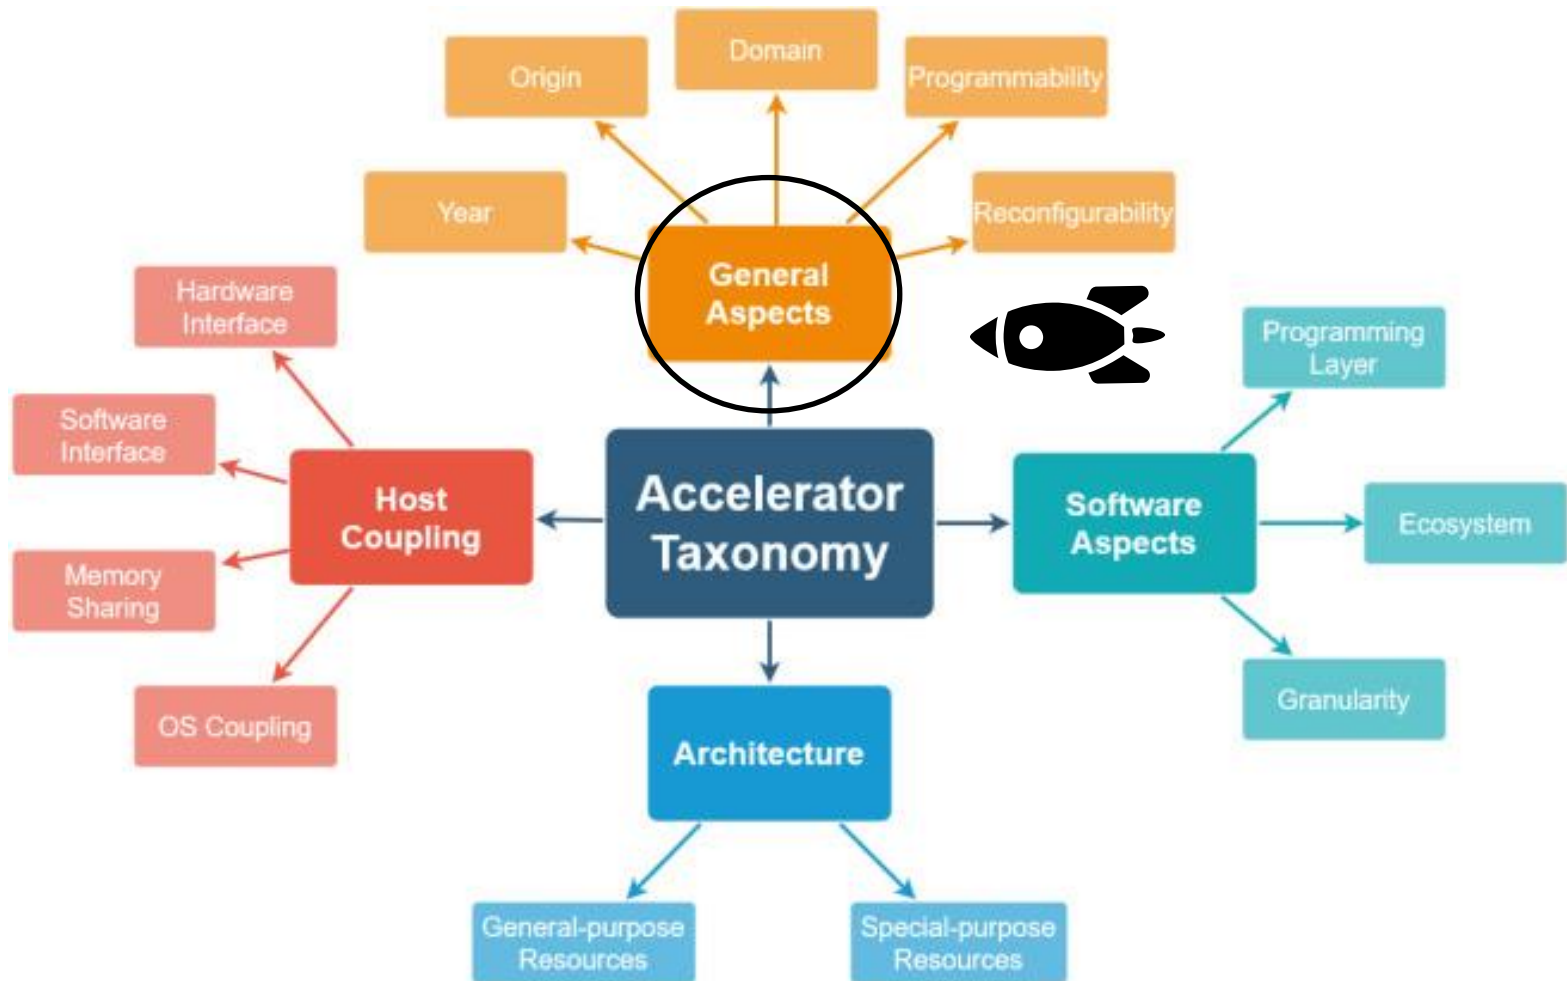 Domain
Origin
Programmability
Year
Reconfigurability
General
Aspects
Hardware
Interface
Software
Interface
Memory
Sharing
OS Coupling
Host
Coupling
Accelerator
Taxonomy
Software
Aspects
Programming
Layer
Ecosystem
Granularity
Architecture
General-purpose
Resources
Special-purpose
Resources